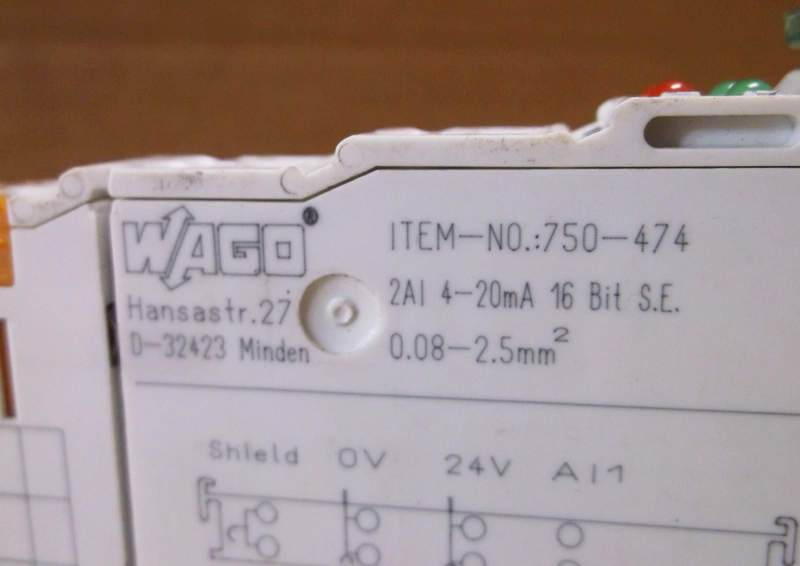 WAGO®
Hansastr.27
D-32423 Minden
ITEM-NO.:750-474
2AI 4-20mA 16 Bit S.E.
0.08-2.5mm²
Shield 0V 24V AI1